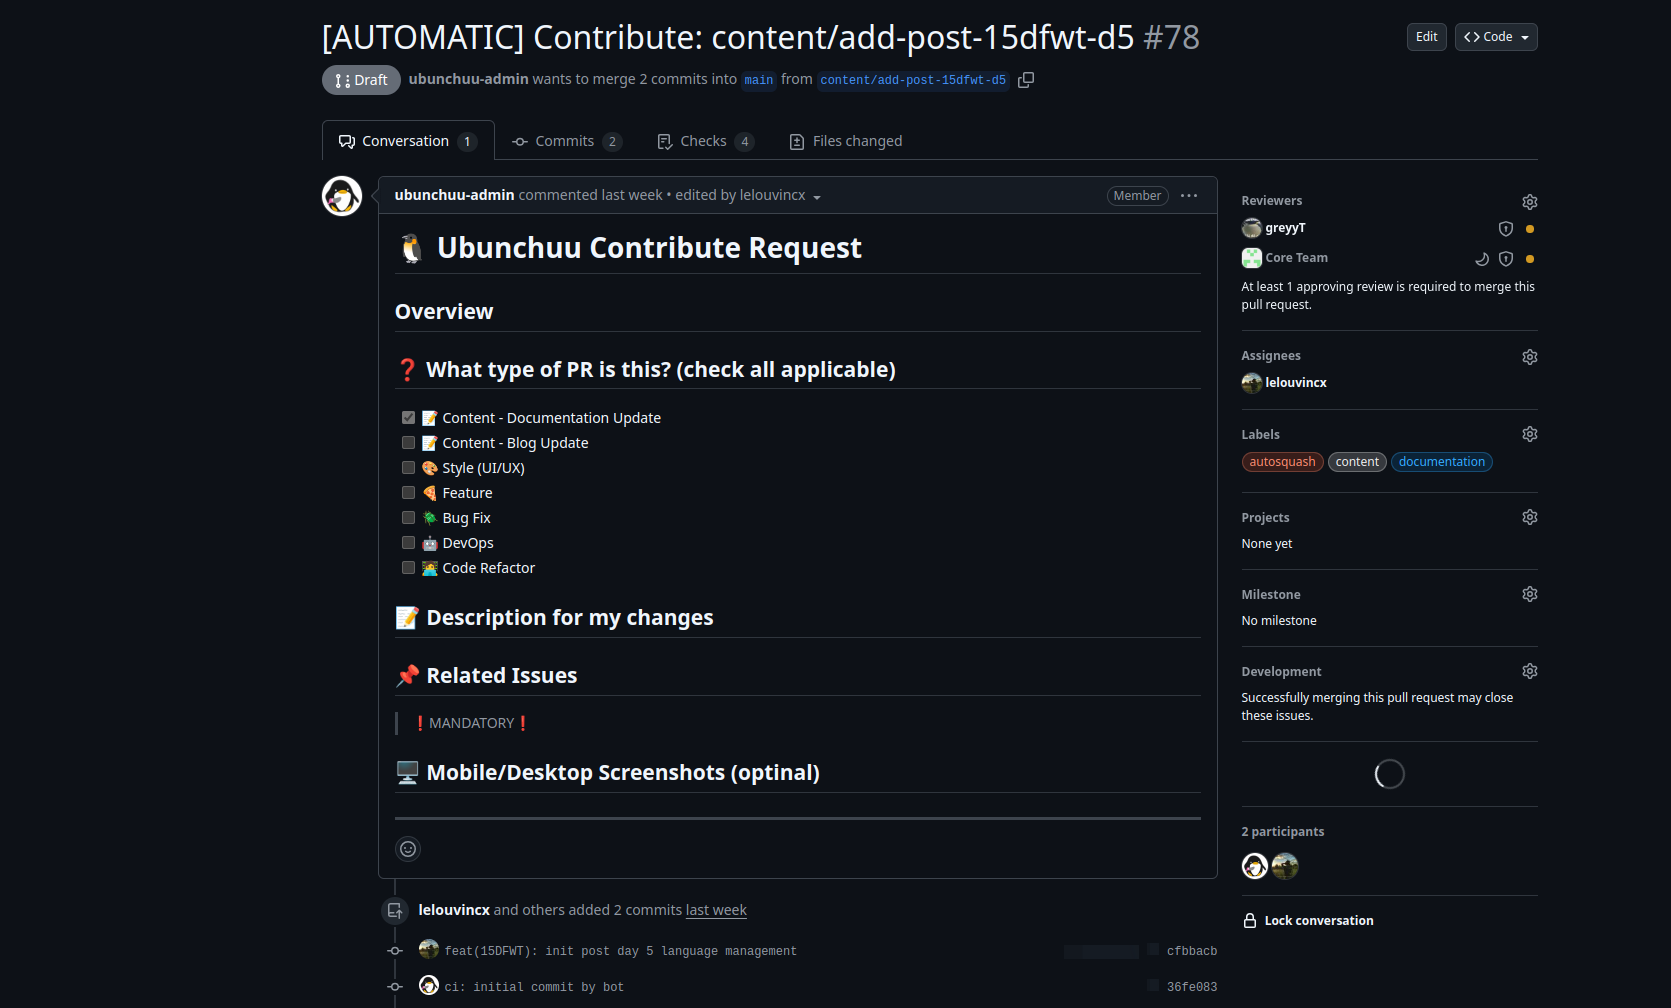 [AUTOMATIC] Contribute: content/add-post-15dfwt-d5 #78
Edit
Code
Draft
ubunchuu-admin wants to merge 2 commits into main from content/add-post-15dfwt-d5
Conversation 1
Commits 2
Checks 4
Files changed
ubunchuu-admin commented last week • edited by lelouvincx
Member
Ubunchuu Contribute Request
Overview
❓ What type of PR is this? (check all applicable)
Content - Documentation Update
Content - Blog Update
Style (UI/UX)
Feature
Bug Fix
DevOps
Code Refactor
Description for my changes
Related Issues
❗MANDATORY❗
Mobile/Desktop Screenshots (optinal)
lelouvincx and others added 2 commits last week
feat(15DFWT): init post day 5 language management
cfbbacb
ci: initial commit by bot
36fe083
Reviewers
greyyT
Core Team
At least 1 approving review is required to merge this
pull request.
Assignees
lelouvincx
Labels
autosquash
content
documentation
Projects
None yet
Milestone
No milestone
Development
Successfully merging this pull request may close
these issues.
2 participants
Lock conversation